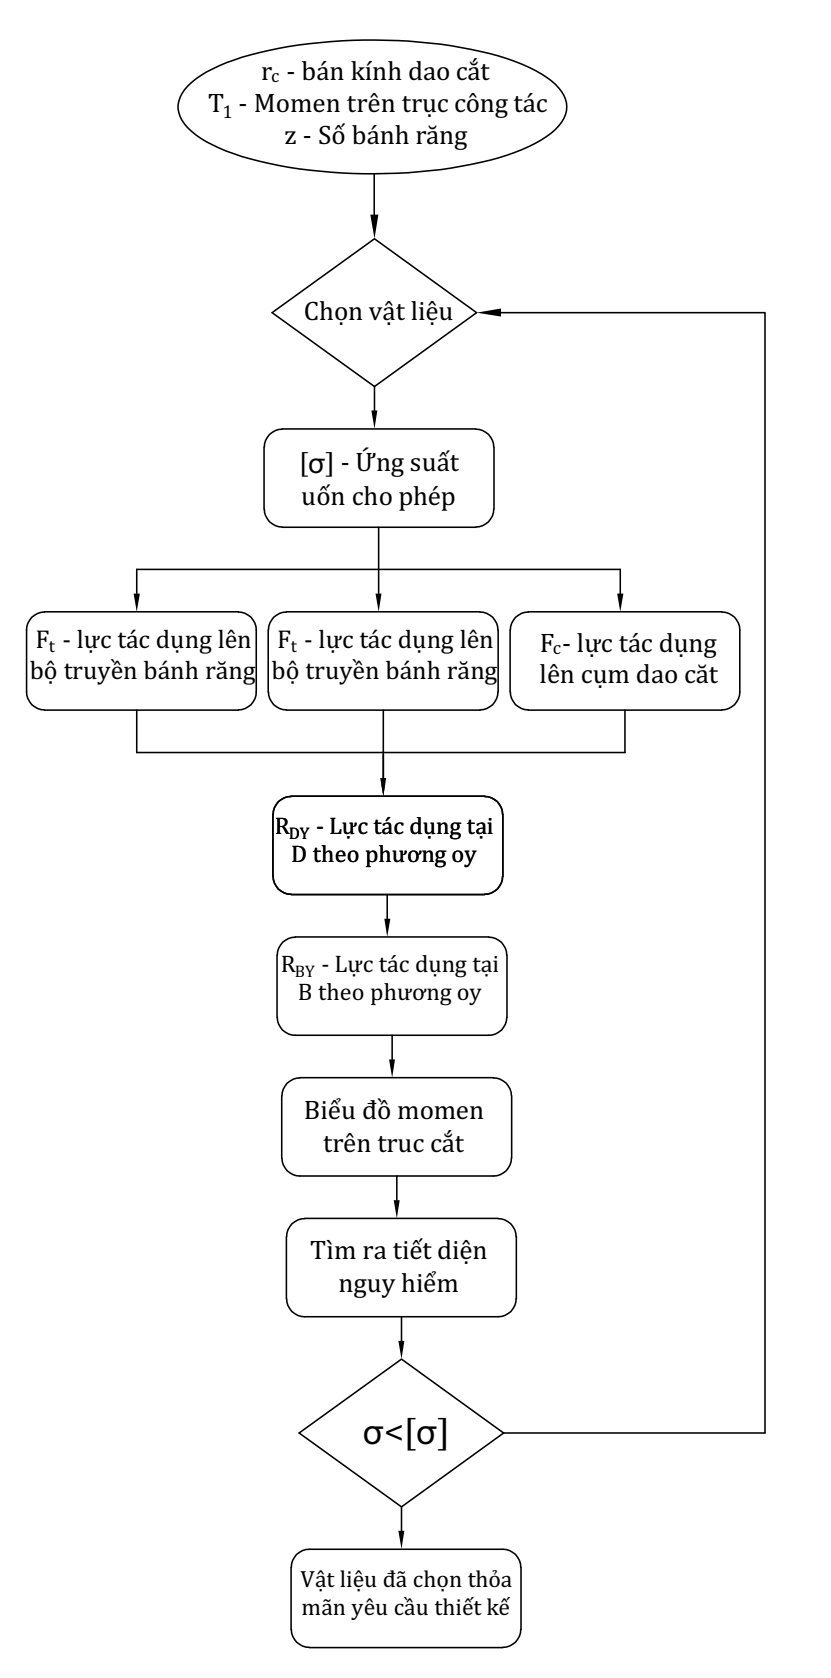 r꜀ - bán kính dao cắt
T₁ - Momen trên trục công tác
z - Số bánh răng
Chọn vật liệu
[σ] - Ứng suất
uốn cho phép
Fₜ - lực tác dụng lên
bộ truyền bánh răng
Fₜ - lực tác dụng lên
bộ truyền bánh răng
F꜀- lực tác dụng
lên cụm dao căt
R_DY - Lực tác dụng tại
D theo phương oy
R_BY - Lực tác dụng tại
B theo phương oy
Biểu đồ momen
trên truc cắt
Tìm ra tiết diện
nguy hiểm
σ<[σ]
Vật liệu đã chọn thỏa
mãn yêu cầu thiết kế